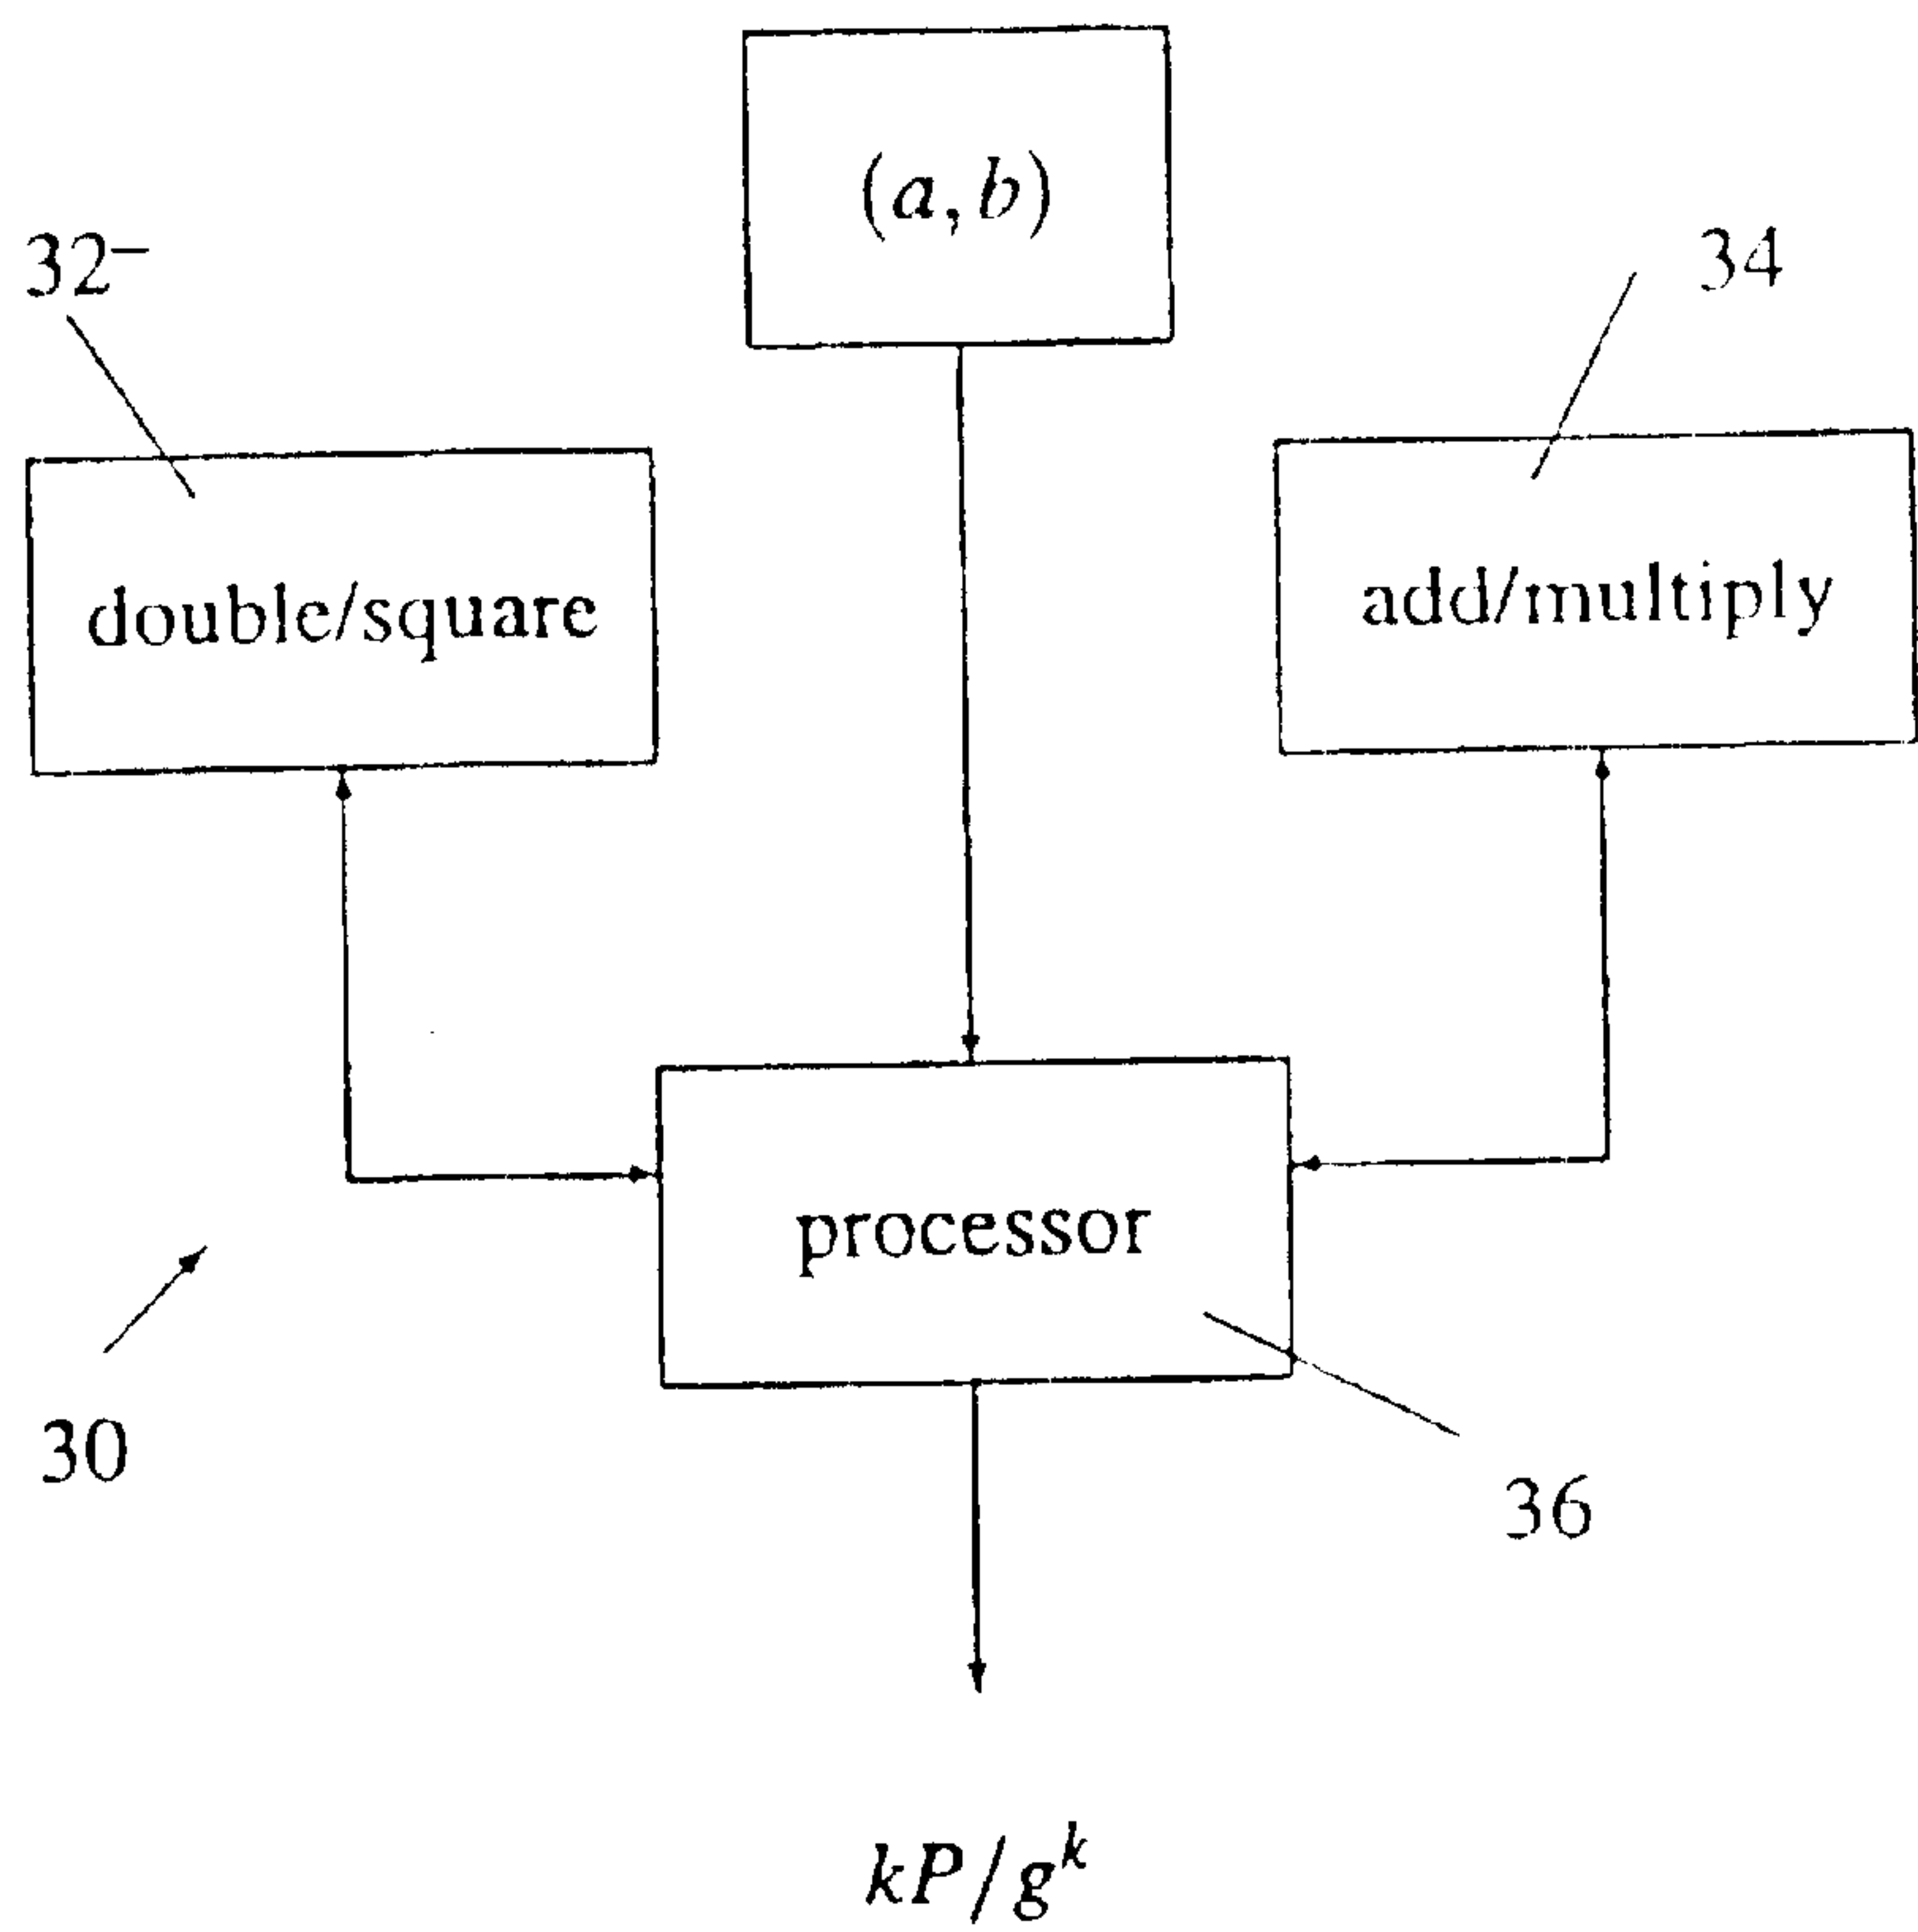 (a, b)
32
34
double/square
add/multiply
processor
30
36
kP/g^k